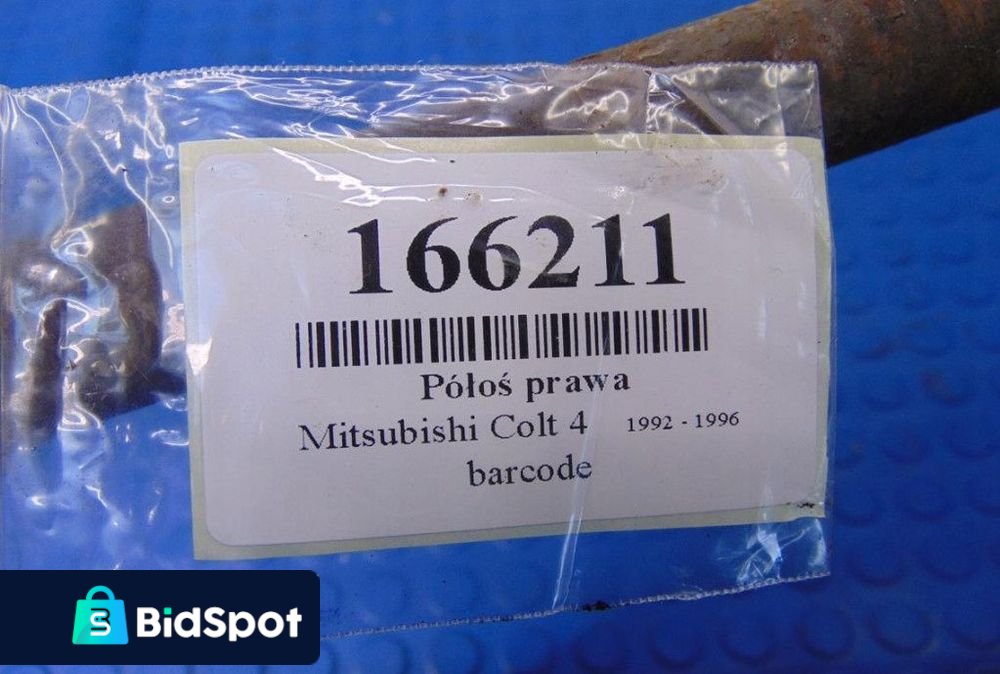 166211
Półoś prawa
Mitsubishi Colt 4 1992 - 1996
barcode
BidSpot